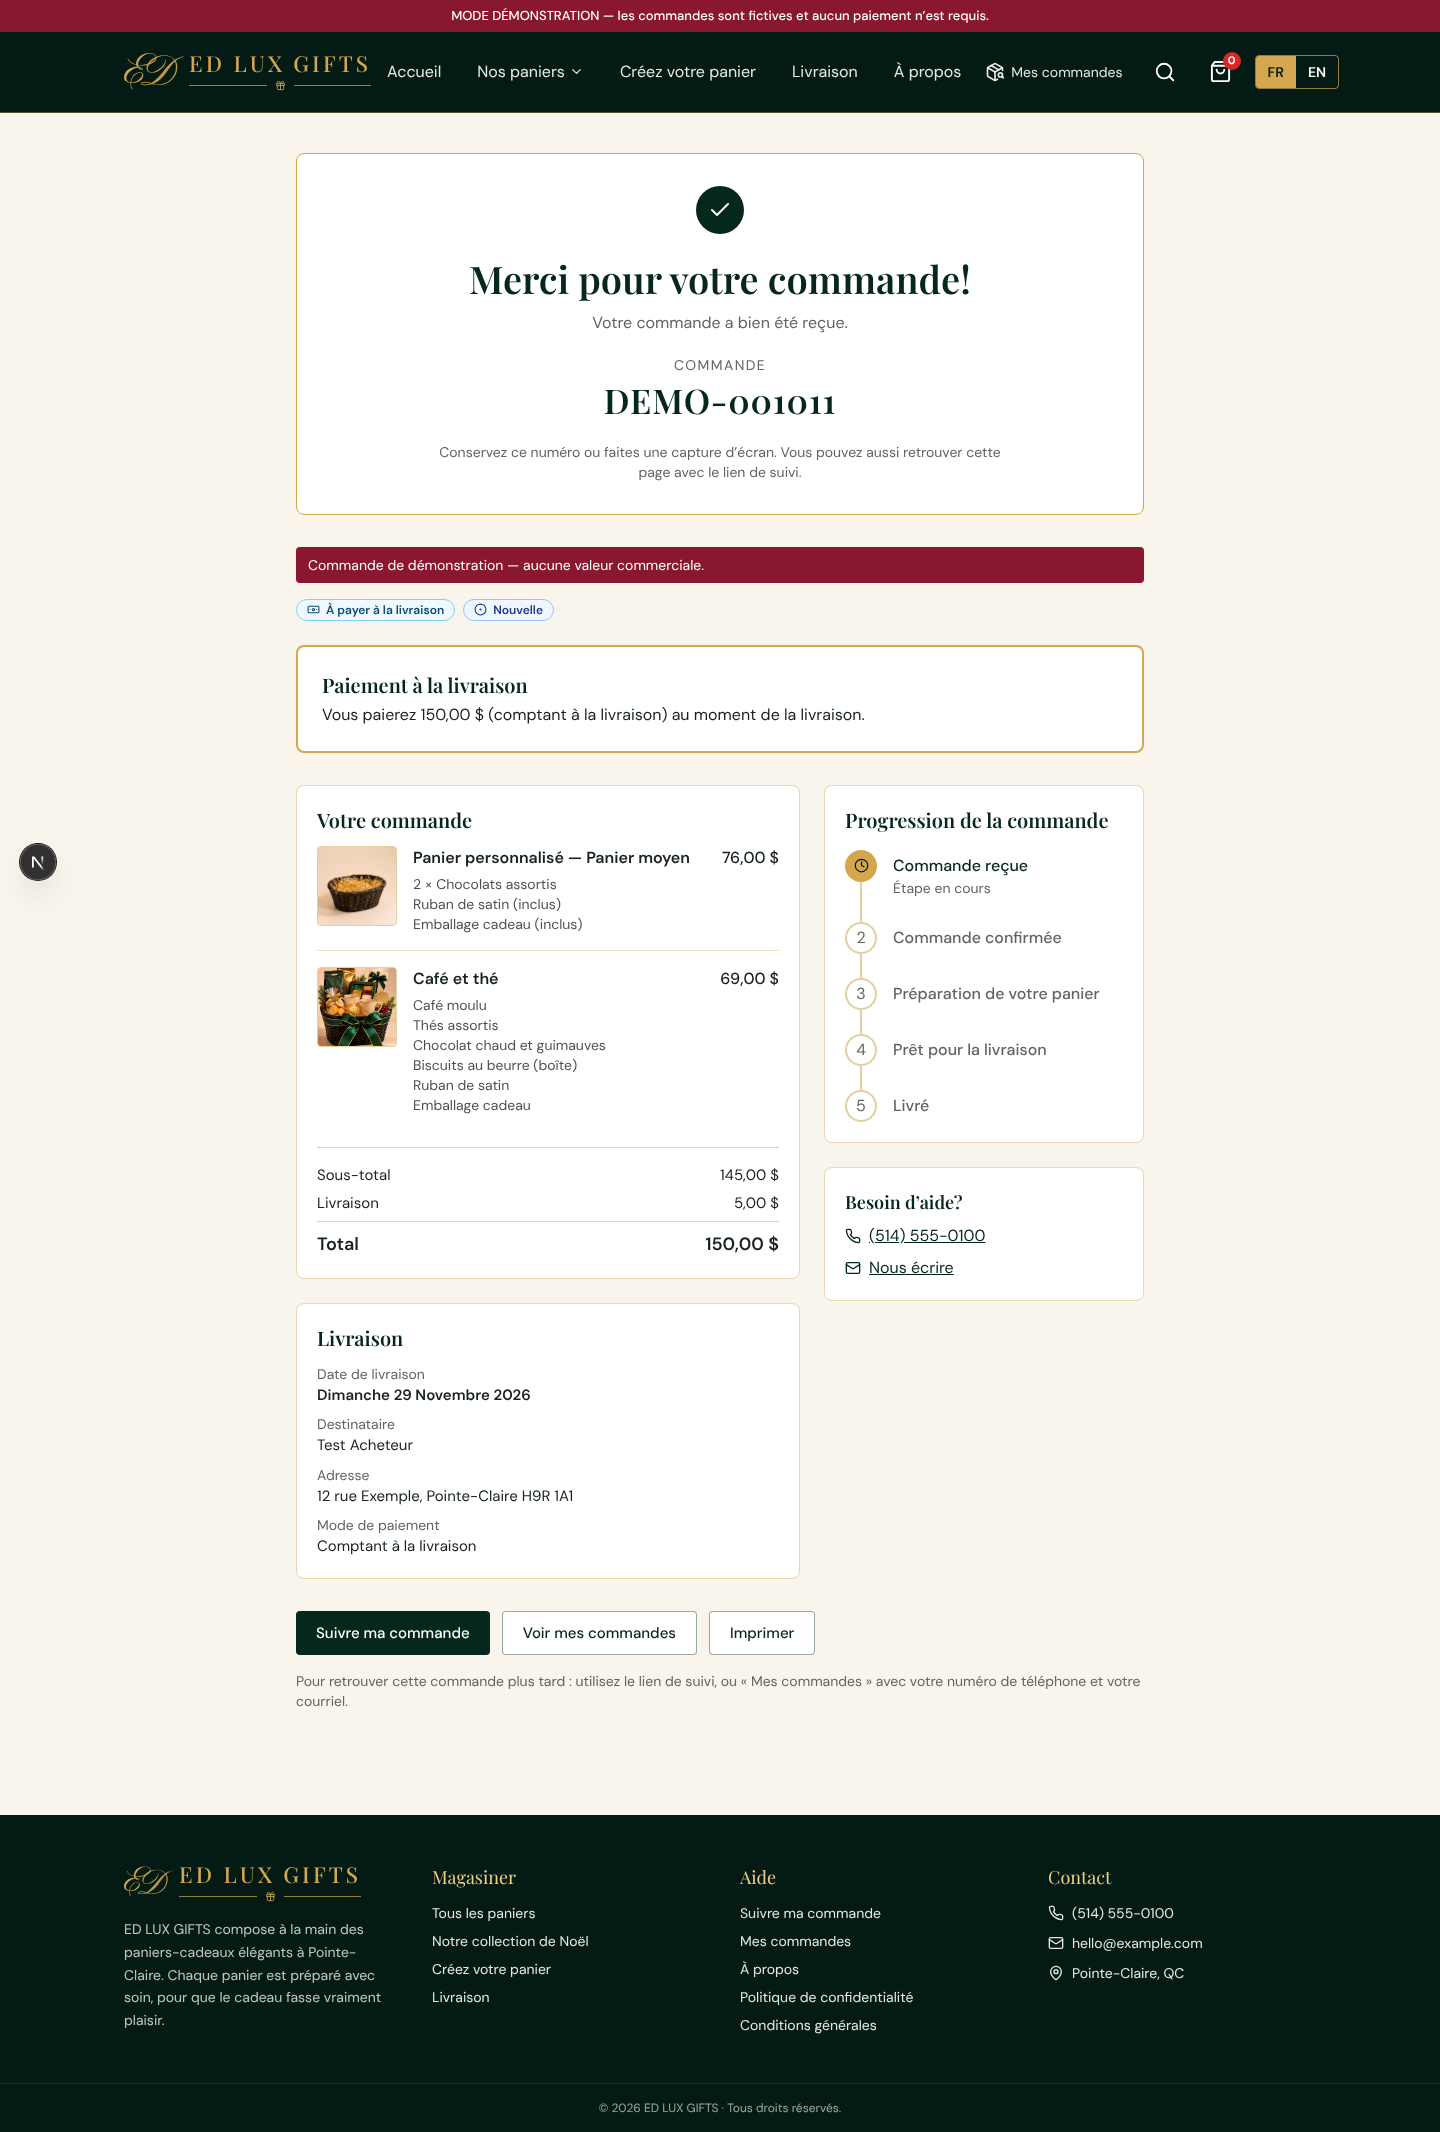 MODE DÉMONSTRATION — les commandes sont fictives et aucun paiement n’est requis.
ED LUX GIFTS
Accueil
Nos paniers
Créez votre panier
Livraison
À propos
Mes commandes
0
FR
EN
Merci pour votre commande!
Votre commande a bien été reçue.
COMMANDE
DEMO-001011
Conservez ce numéro ou faites une capture d’écran. Vous pouvez aussi retrouver cette
page avec le lien de suivi.
Commande de démonstration — aucune valeur commerciale.
À payer à la livraison
Nouvelle
Paiement à la livraison
Vous paierez 150,00 $ (comptant à la livraison) au moment de la livraison.
Votre commande
Panier personnalisé — Panier moyen 76,00 $
2 × Chocolats assortis
Ruban de satin (inclus)
Emballage cadeau (inclus)
Café et thé 69,00 $
Café moulu
Thés assortis
Chocolat chaud et guimauves
Biscuits au beurre (boîte)
Ruban de satin
Emballage cadeau
Sous-total 145,00 $
Livraison 5,00 $
Total 150,00 $
Progression de la commande
Commande reçue
Étape en cours
2 Commande confirmée
3 Préparation de votre panier
4 Prêt pour la livraison
5 Livré
Besoin d’aide?
(514) 555-0100
Nous écrire
N
Livraison
Date de livraison
Dimanche 29 Novembre 2026
Destinataire
Test Acheteur
Adresse
12 rue Exemple, Pointe-Claire H9R 1A1
Mode de paiement
Comptant à la livraison
Suivre ma commande
Voir mes commandes
Imprimer
Pour retrouver cette commande plus tard : utilisez le lien de suivi, ou « Mes commandes » avec votre numéro de téléphone et votre
courriel.
ED ED LUX GIFTS
ED LUX GIFTS compose à la main des
paniers-cadeaux élégants à Pointe-
Claire. Chaque panier est préparé avec
soin, pour que le cadeau fasse vraiment
plaisir.
Magasiner
Tous les paniers
Notre collection de Noël
Créez votre panier
Livraison
Aide
Suivre ma commande
Mes commandes
À propos
Politique de confidentialité
Conditions générales
Contact
(514) 555-0100
hello@example.com
Pointe-Claire, QC
© 2026 ED LUX GIFTS · Tous droits réservés.